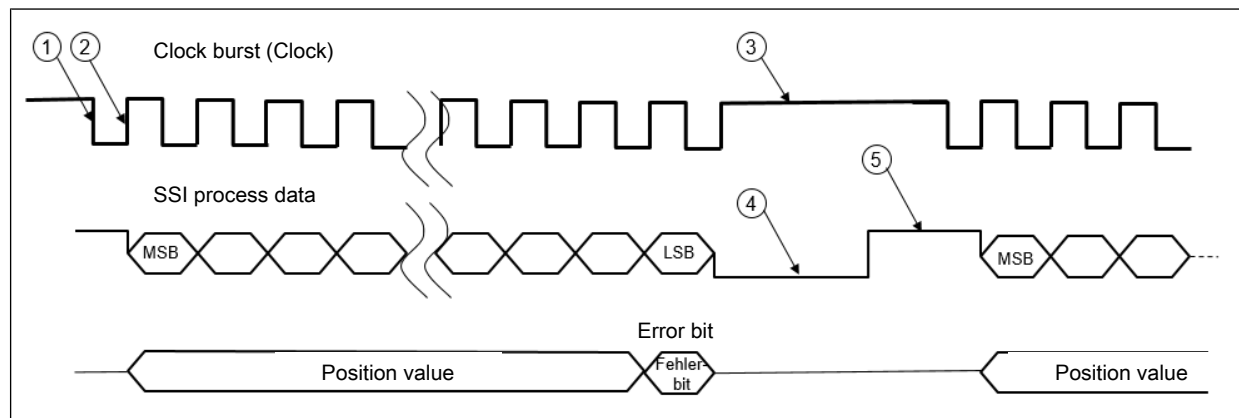 1
2
Clock burst (Clock)
3
SSI process data
4
5
MSB
LSB
MSB
Error bit
Position value
Fehler-
bit
Position value